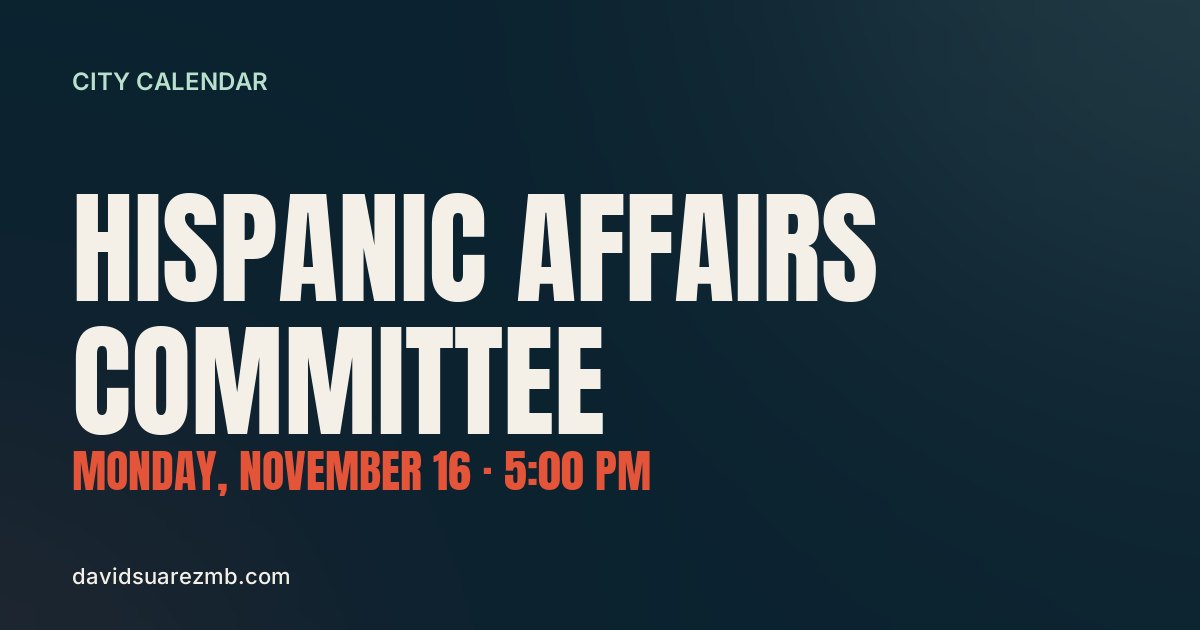 CITY CALENDAR
HISPANIC AFFAIRS
COMMITTEE
MONDAY, NOVEMBER 16 · 5:00 PM
davidsuarezmb.com